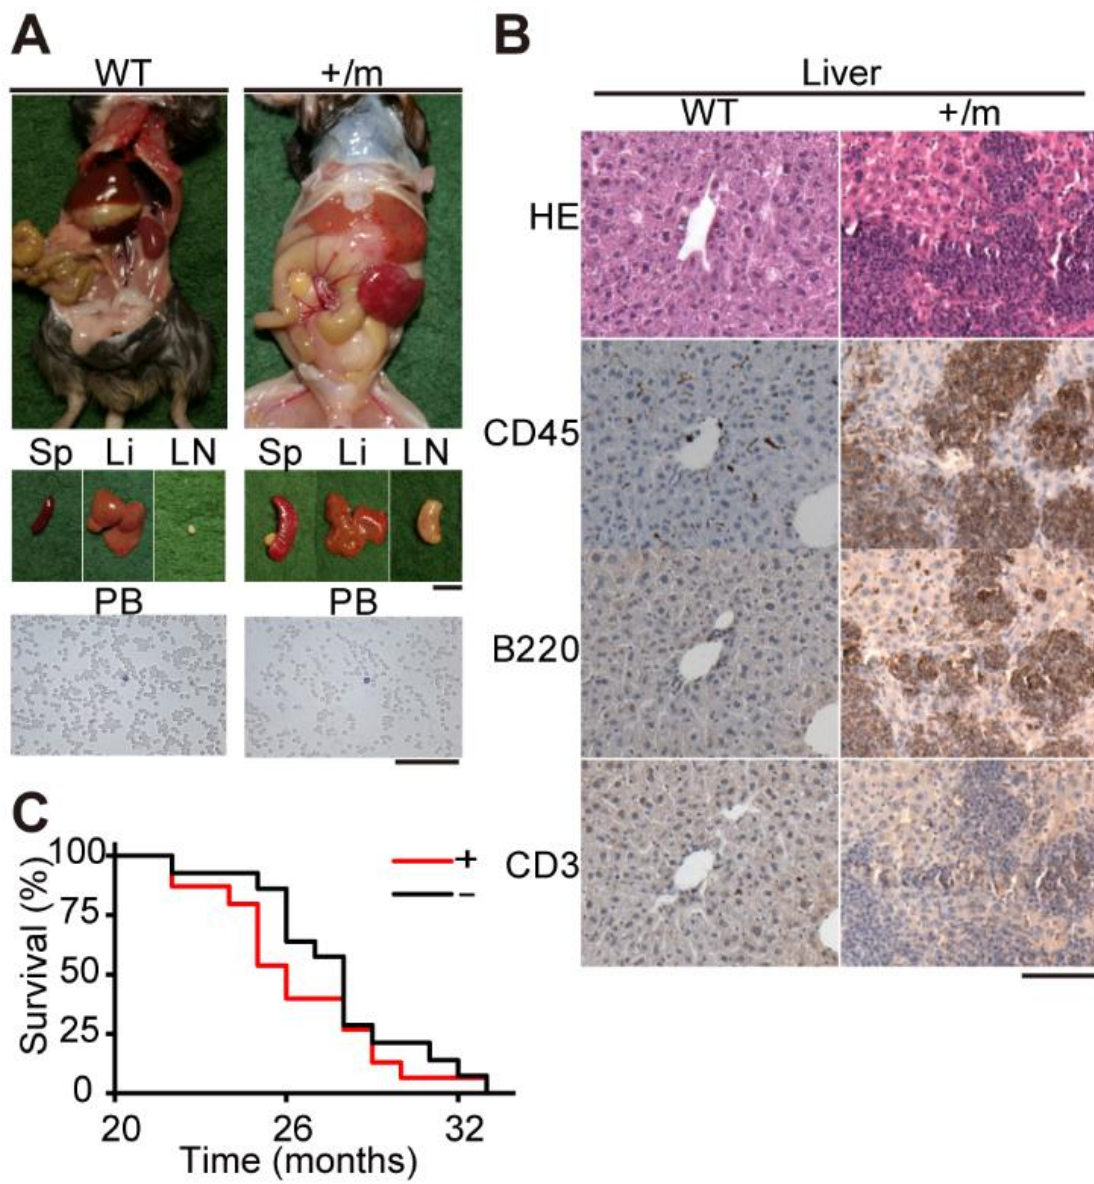 A
WT +/m
Sp Li LN Sp Li LN
PB PB
B
Liver
WT +/m
HE
CD45
B220
CD3
C
Survival (%)
100
75
50
25
0
+
-
20 26 32
Time (months)